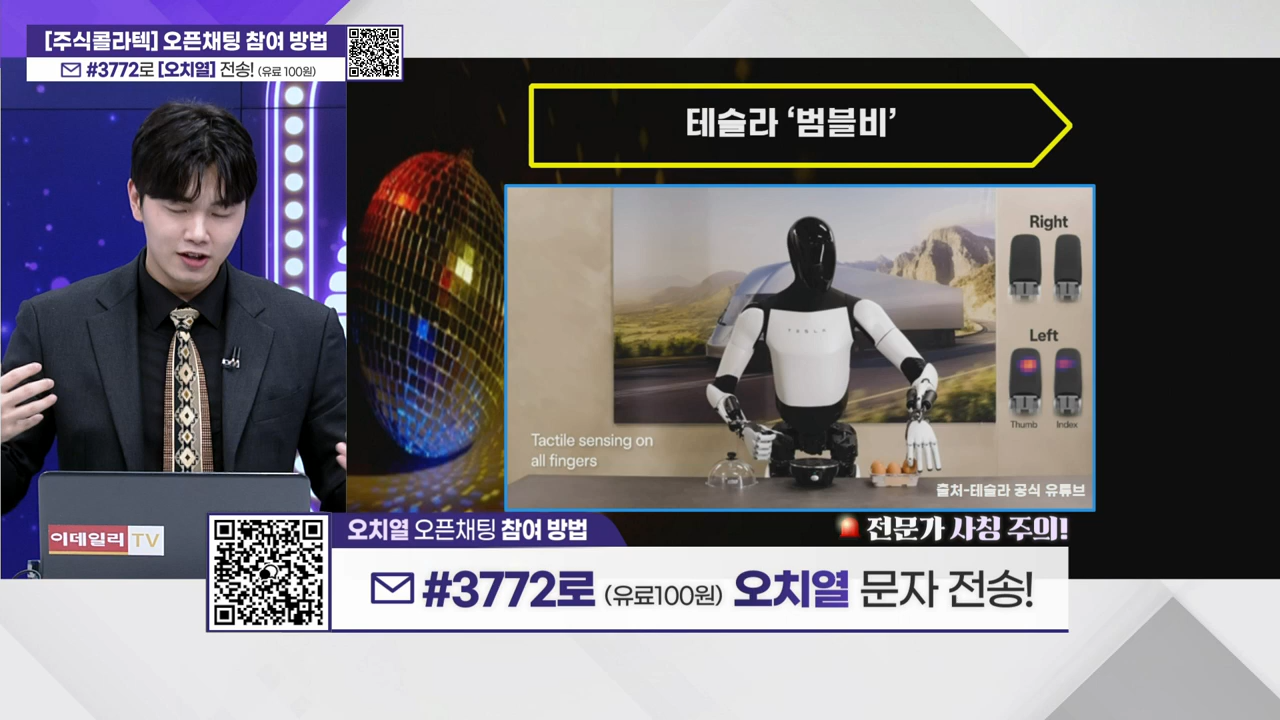 [주식콜라텍] 오픈채팅 참여 방법
#3772로 [오치열] 전송! (유료 100원)
테슬라 ‘범블비’
Right
Left
Thumb Index
TESLA
Tactile sensing on
all fingers
출처-테슬라 공식 유튜브
이데일리 TV
오치열 오픈채팅 참여 방법
전문가 사칭 주의!
#3772로 (유료100원) 오치열 문자 전송!